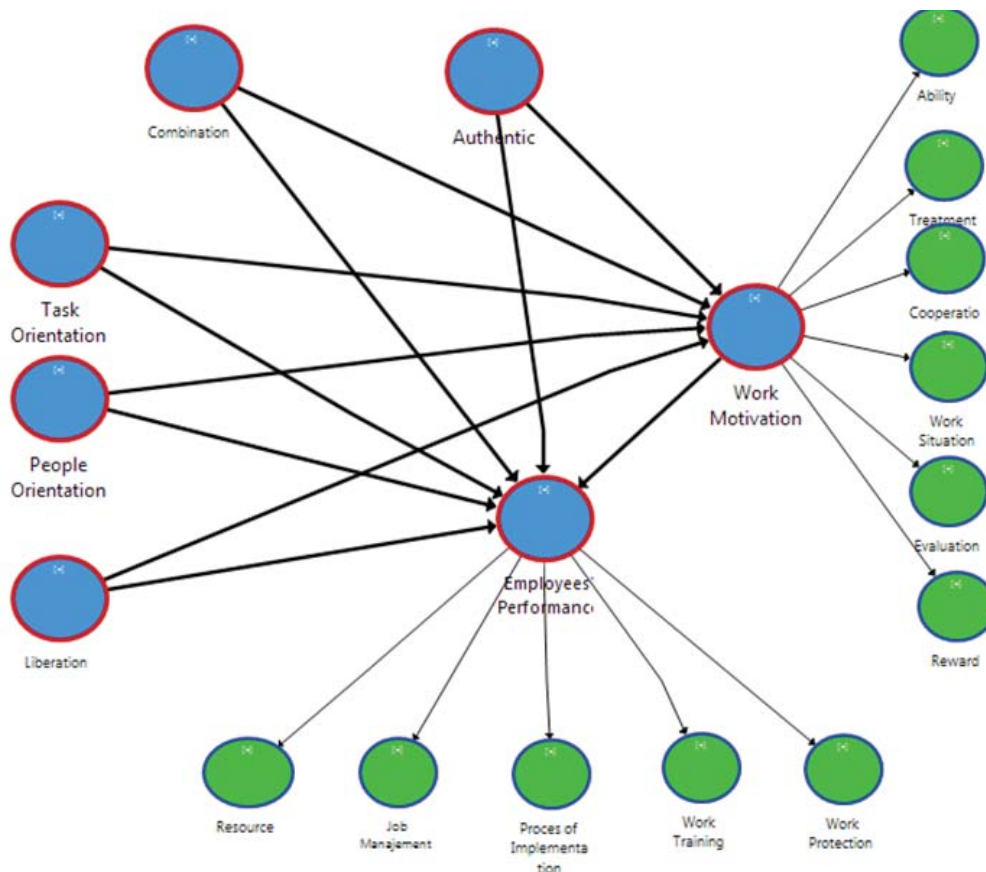 Ability
Combination
Authentic
Treatment
Task
Orientation
Cooperatio
Work
Motivation
Work
Situation
People
Orientation
Evaluation
Employees'
Performanc
Liberation
Reward
Resource
Job
Manajement
Proces of
Implementa
tion
Work
Training
Work
Protection